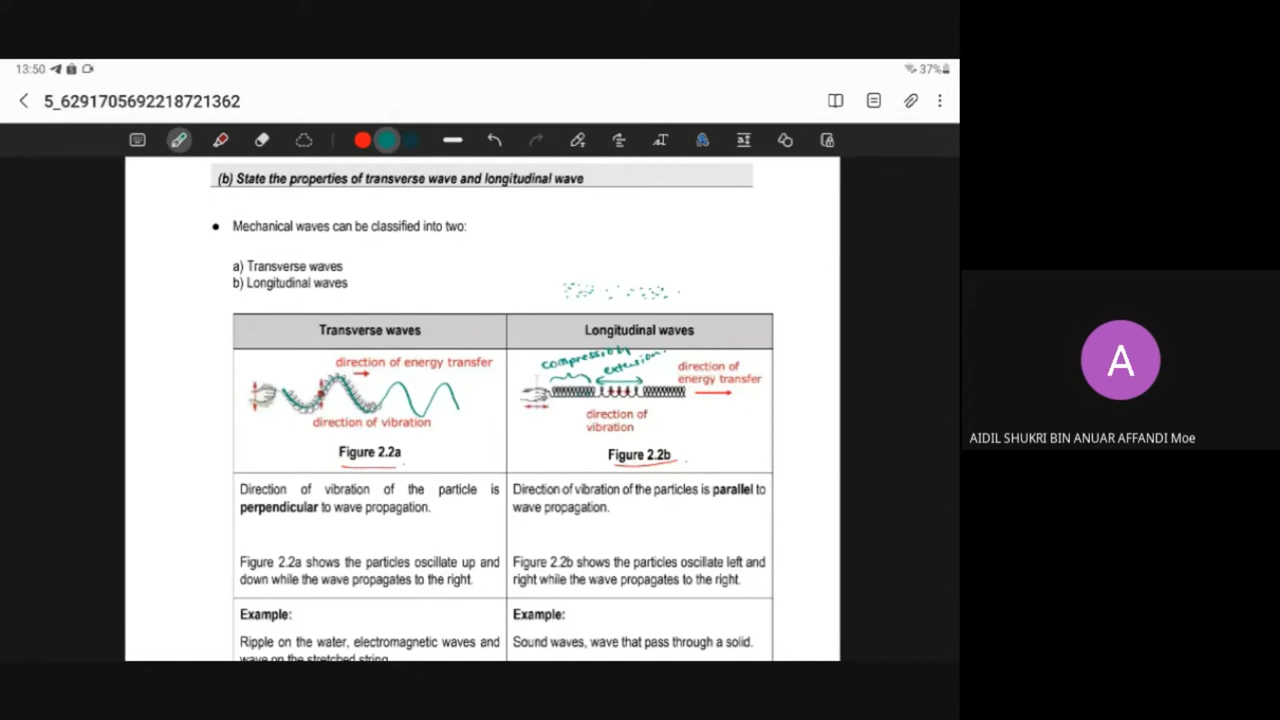 13:50
37%
5_6291705692218721362
(b) State the properties of transverse wave and longitudinal wave
• Mechanical waves can be classified into two:
a) Transverse waves
b) Longitudinal waves
Transverse waves
direction of energy transfer
direction of vibration
Figure 2.2a
Longitudinal waves
extension
direction of
energy transfer
direction of
vibration
Figure 2.2b
Direction of vibration of the particle is
perpendicular to wave propagation.
Figure 2.2a shows the particles oscillate up and
down while the wave propagates to the right.
Direction of vibration of the particles is parallel to
wave propagation.
Figure 2.2b shows the particles oscillate left and
right while the wave propagates to the right.
Example:
Ripple on the water, electromagnetic waves and
wave on the stretched string
Example:
Sound waves, wave that pass through a solid.
A
AIDIL SHUKRI BIN ANUAR AFFANDI Moe